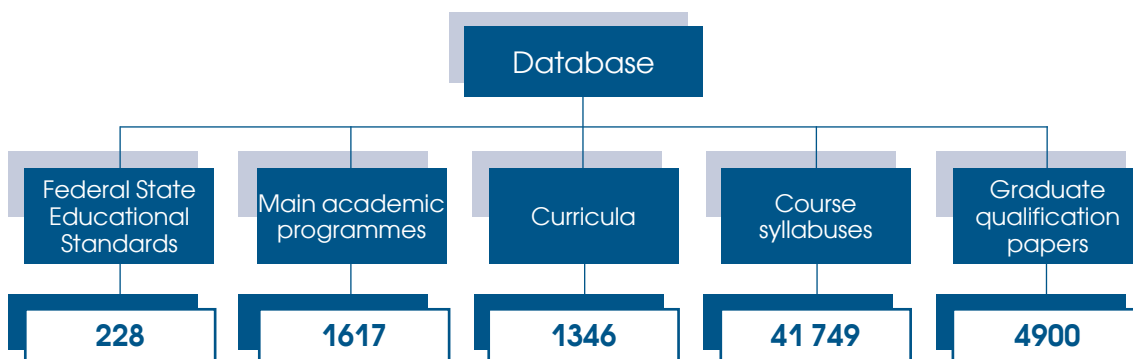 Database
Federal State
Educational
Standards
Main academic
programmes
Curricula
Course
syllabuses
Graduate
qualification
papers
228
1617
1346
41 749
4900